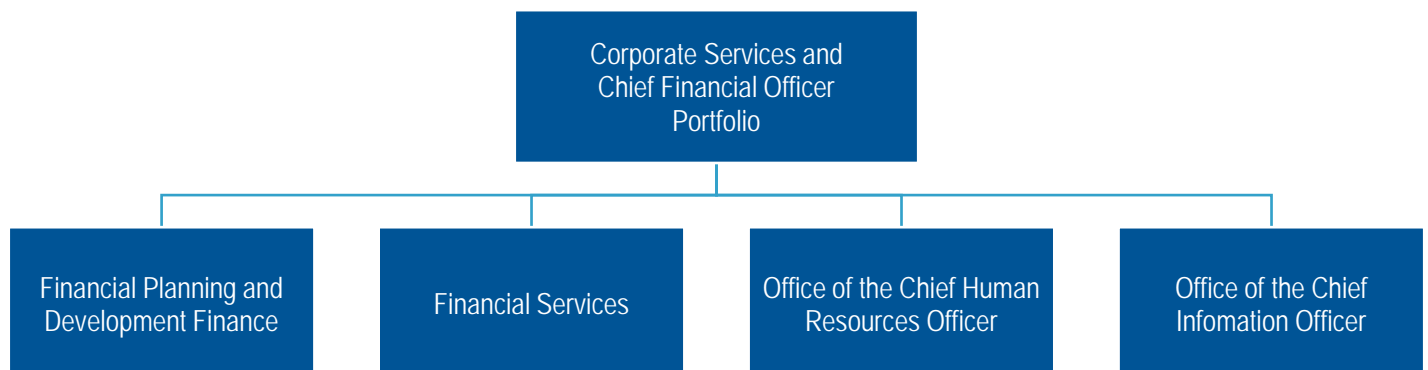 Corporate Services and
Chief Financial Officer
Portfolio
Financial Planning and
Development Finance
Financial Services
Office of the Chief Human
Resources Officer
Office of the Chief
Infomation Officer